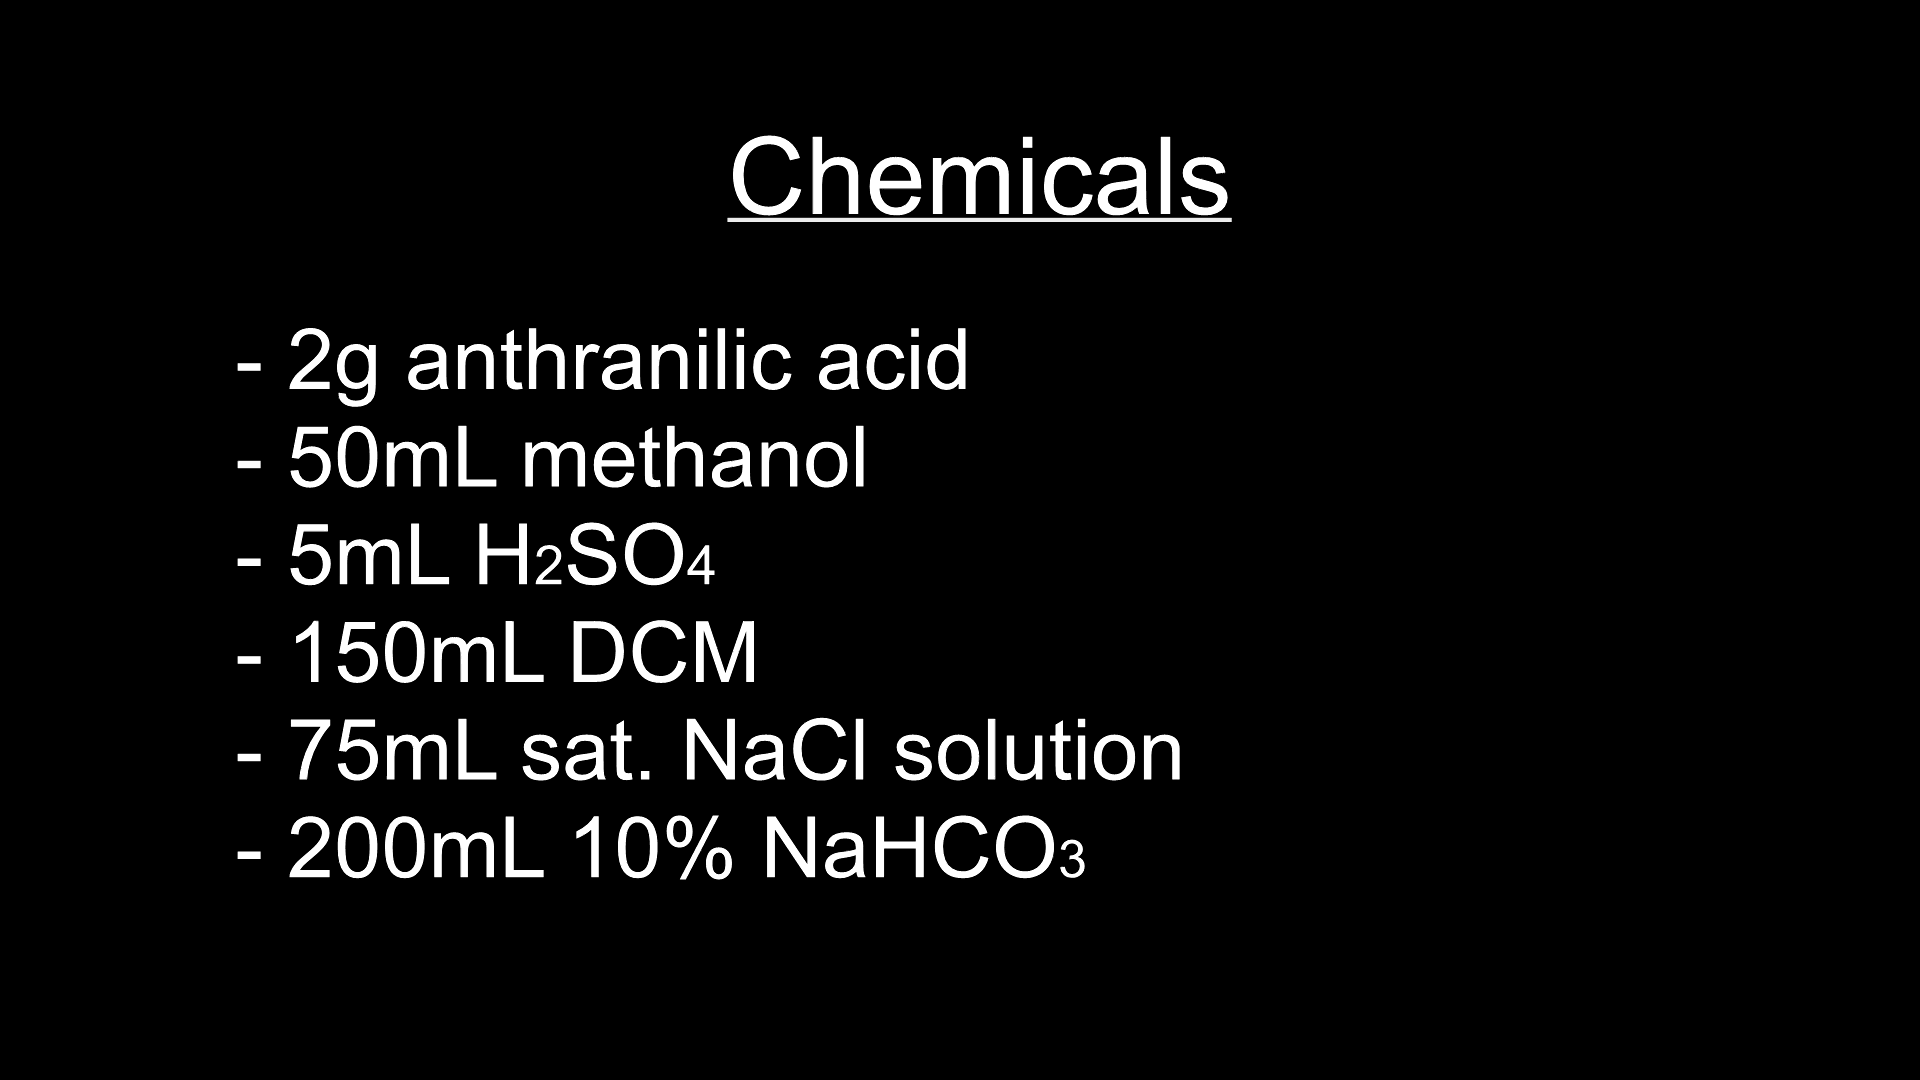 Chemicals
- 2g anthranilic acid
- 50mL methanol
- 5mL H₂SO₄
- 150mL DCM
- 75mL sat. NaCl solution
- 200mL 10% NaHCO₃